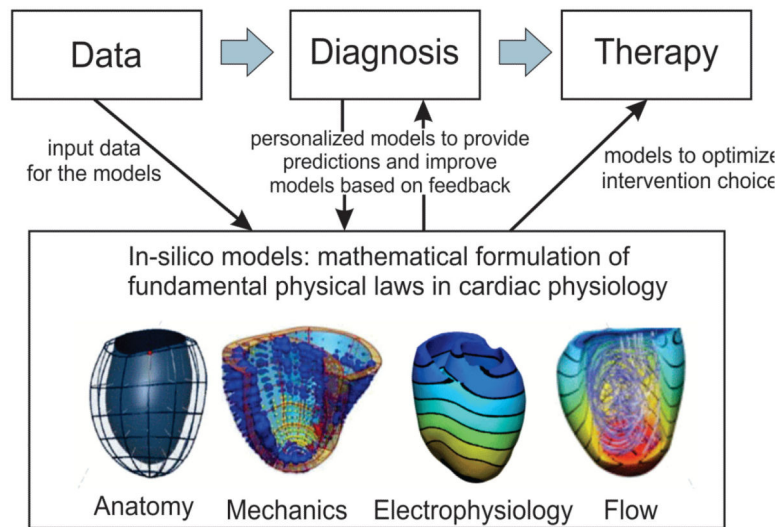 Data
Diagnosis
Therapy
input data
for the models
personalized models to provide
predictions and improve
models based on feedback
models to optimize
intervention choice
In-silico models: mathematical formulation of
fundamental physical laws in cardiac physiology
Anatomy
Mechanics
Electrophysiology
Flow